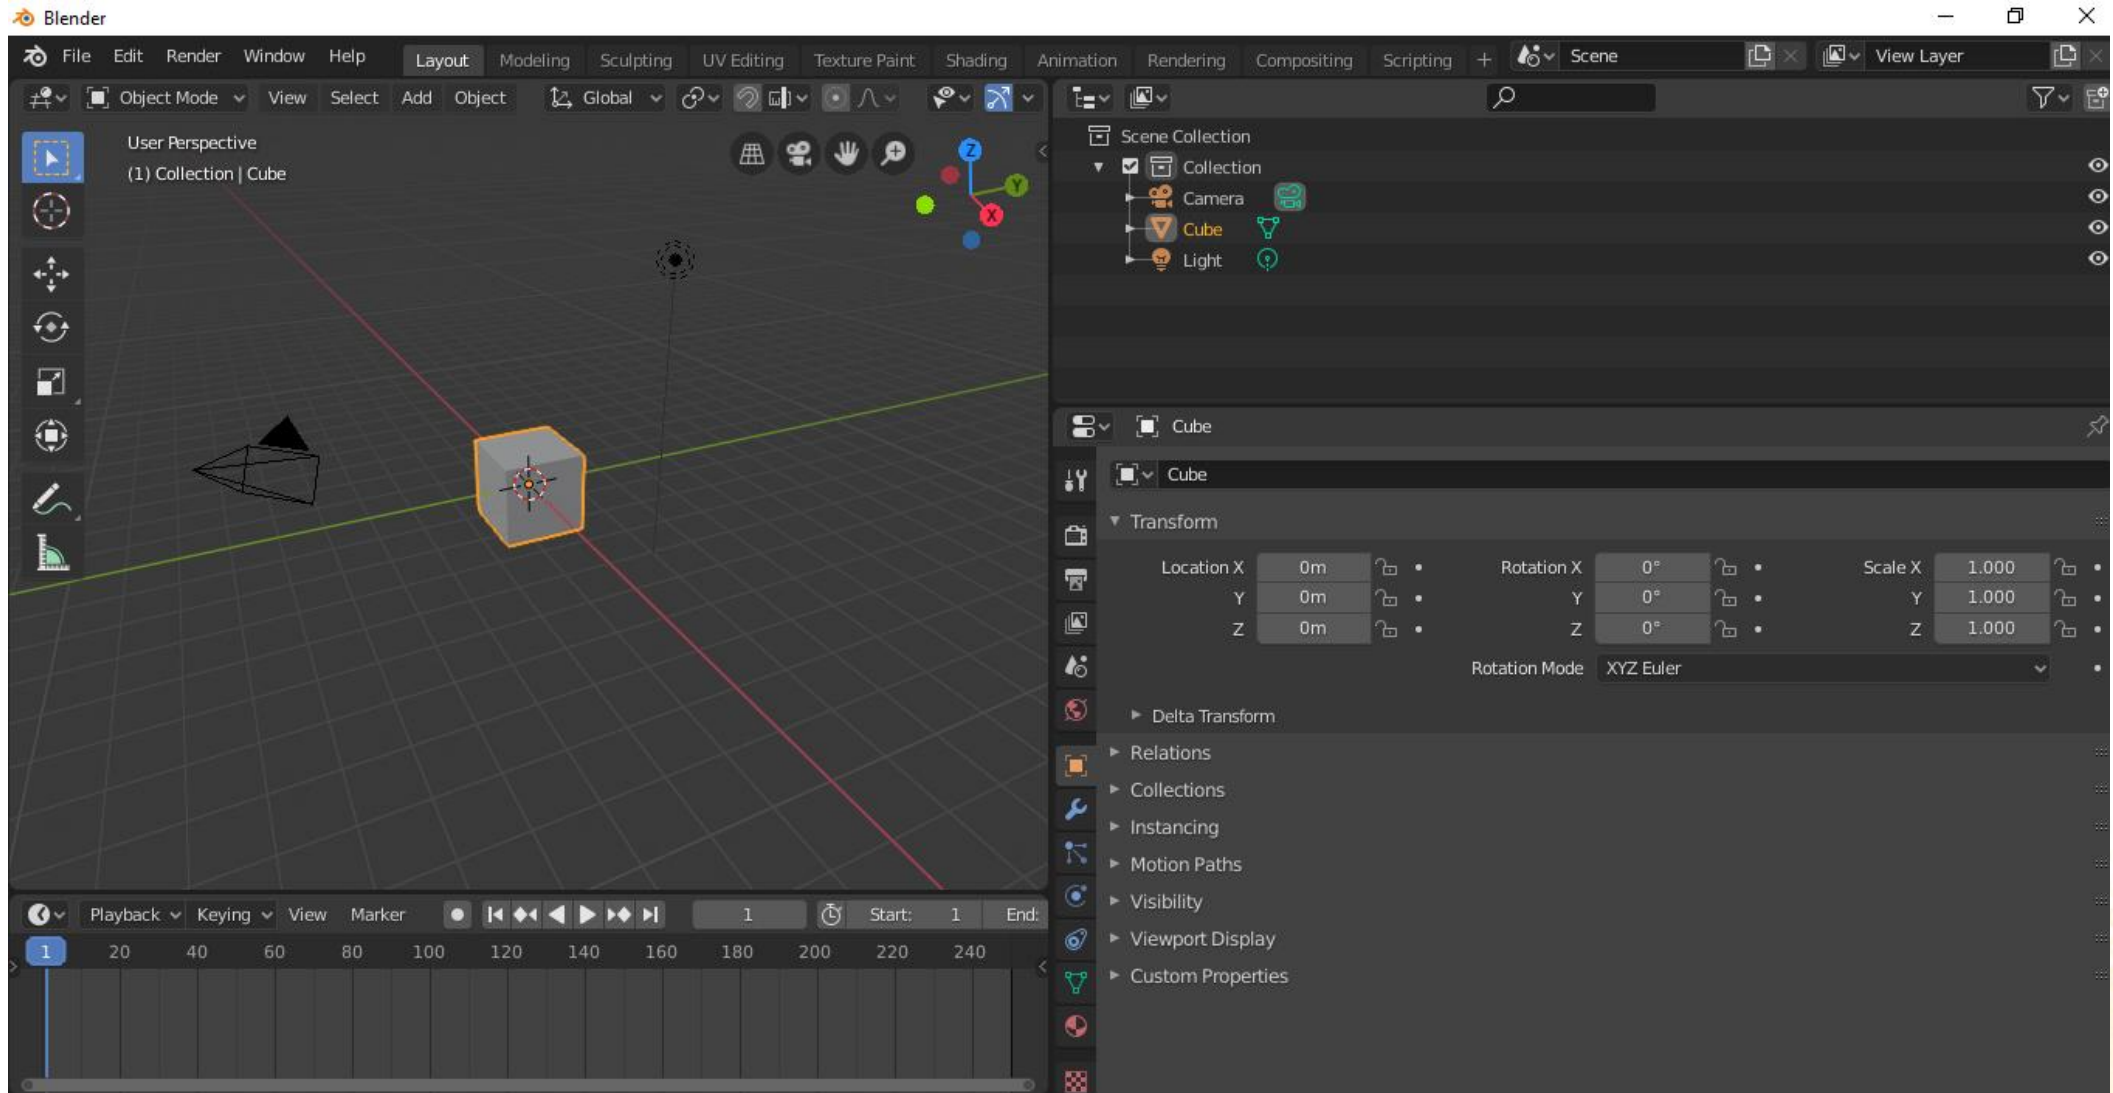 Blender
File Edit Render Window Help Layout Modeling Sculpting UV Editing Texture Paint Shading Animation Rendering Compositing Scripting + Scene View Layer
Object Mode View Select Add Object Global
User Perspective
(1) Collection | Cube
Z
Y
X
Scene Collection
Collection
Camera
Cube
Light
Cube
Cube
Transform
Location X 0m Rotation X 0° Scale X 1.000
Y 0m Y 0° Y 1.000
Z 0m Z 0° Z 1.000
Rotation Mode XYZ Euler
Delta Transform
Relations
Collections
Instancing
Motion Paths
Visibility
Viewport Display
Custom Properties
Playback Keying View Marker 1 Start: 1 End:
1 20 40 60 80 100 120 140 160 180 200 220 240